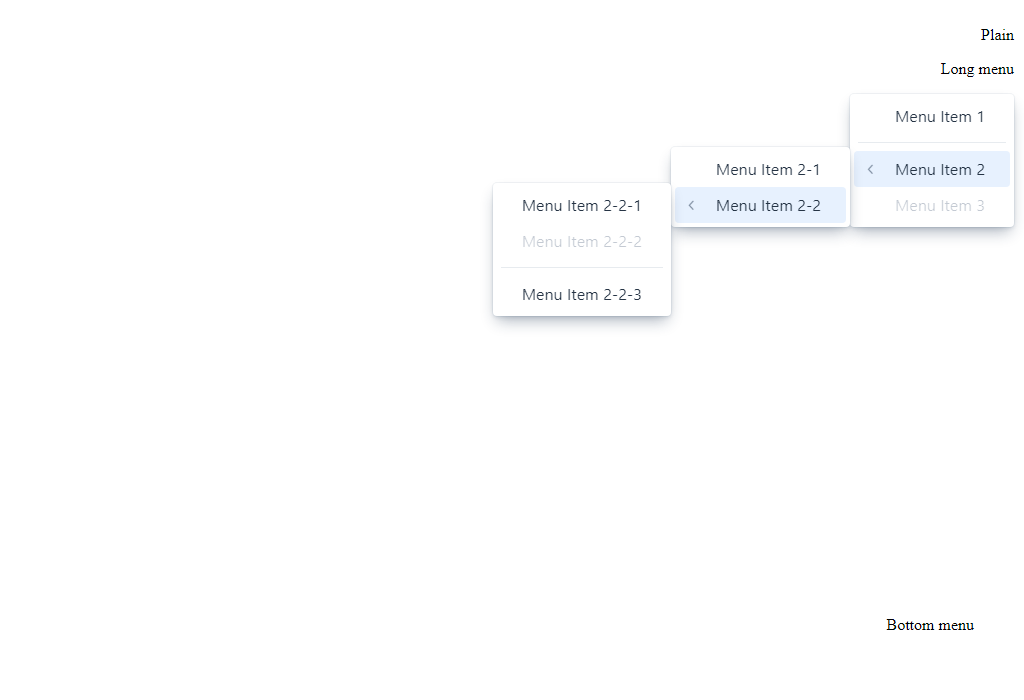 Plain
Long menu
Menu Item 1
Menu Item 2
Menu Item 3
Menu Item 2-1
Menu Item 2-2
Menu Item 2-2-1
Menu Item 2-2-2
Menu Item 2-2-3
Bottom menu